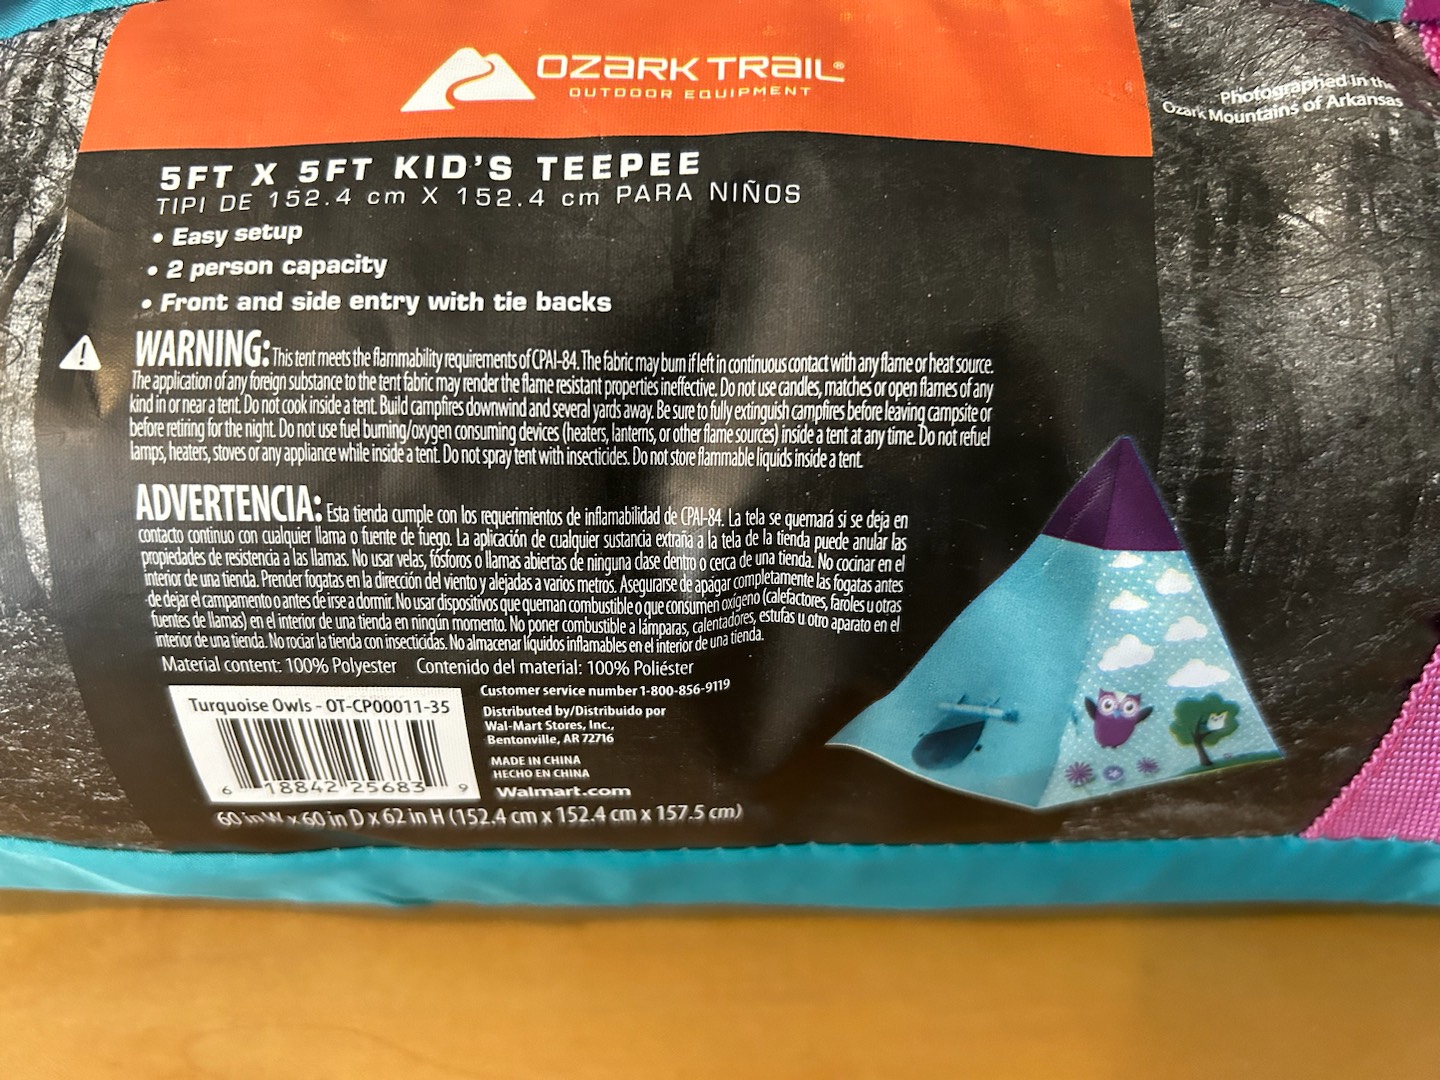 OZARK TRAIL®
OUTDOOR EQUIPMENT
Photographed in the
Ozark Mountains of Arkansas
5FT X 5FT KID'S TEEPEE
TIPI DE 152.4 cm X 152.4 cm PARA NIÑOS
• Easy setup
• 2 person capacity
• Front and side entry with tie backs
WARNING: This tent meets the flammability requirements of CPAI-84. The fabric may burn if left in continuous contact with any flame or heat source.
The application of any foreign substance to the tent fabric may render the flame resistant properties ineffective. Do not use candles, matches or open flames of any
kind in or near a tent. Do not cook inside a tent. Build campfires downwind and several yards away. Be sure to fully extinguish campfires before leaving campsite or
before retiring for the night. Do not use fuel burning/oxygen consuming devices (heaters, lanterns, or other flame sources) inside a tent at any time. Do not refuel
lamps, heaters, stoves or any appliance while inside a tent. Do not spray tent with insecticides. Do not store flammable liquids inside a tent.
ADVERTENCIA: Esta tienda cumple con los requerimientos de inflamabilidad de CPAI-84. La tela se quemará si se deja en
contacto continuo con cualquier llama o fuente de fuego. La aplicación de cualquier sustancia extraña a la tela de la tienda puede anular las
propiedades de resistencia a las llamas. No usar velas, fósforos o llamas abiertas de ninguna clase dentro o cerca de una tienda. No cocinar en el
interior de una tienda. Prender fogatas en la dirección del viento y alejadas a varios metros. Asegurarse de apagar completamente las fogatas antes
de dejar el campamento o antes de irse a dormir. No usar dispositivos que queman combustible o que consumen oxígeno (calefactores, faroles u otras
fuentes de llamas) en el interior de una tienda en ningún momento. No poner combustible a lámparas, calentadores, estufas u otro aparato en el
interior de una tienda. No rociar la tienda con insecticidas. No almacenar líquidos inflamables en el interior de una tienda.
Material content: 100% Polyester Contenido del material: 100% Poliéster
Turquoise Owls - OT-CP00011-35
6 18842 25683 9
Customer service number 1-800-856-9119
Distributed by/Distribuido por
Wal-Mart Stores, Inc.,
Bentonville, AR 72716
MADE IN CHINA
HECHO EN CHINA
Walmart.com
60 in W x 60 in D x 62 in H (152.4 cm x 152.4 cm x 157.5 cm)